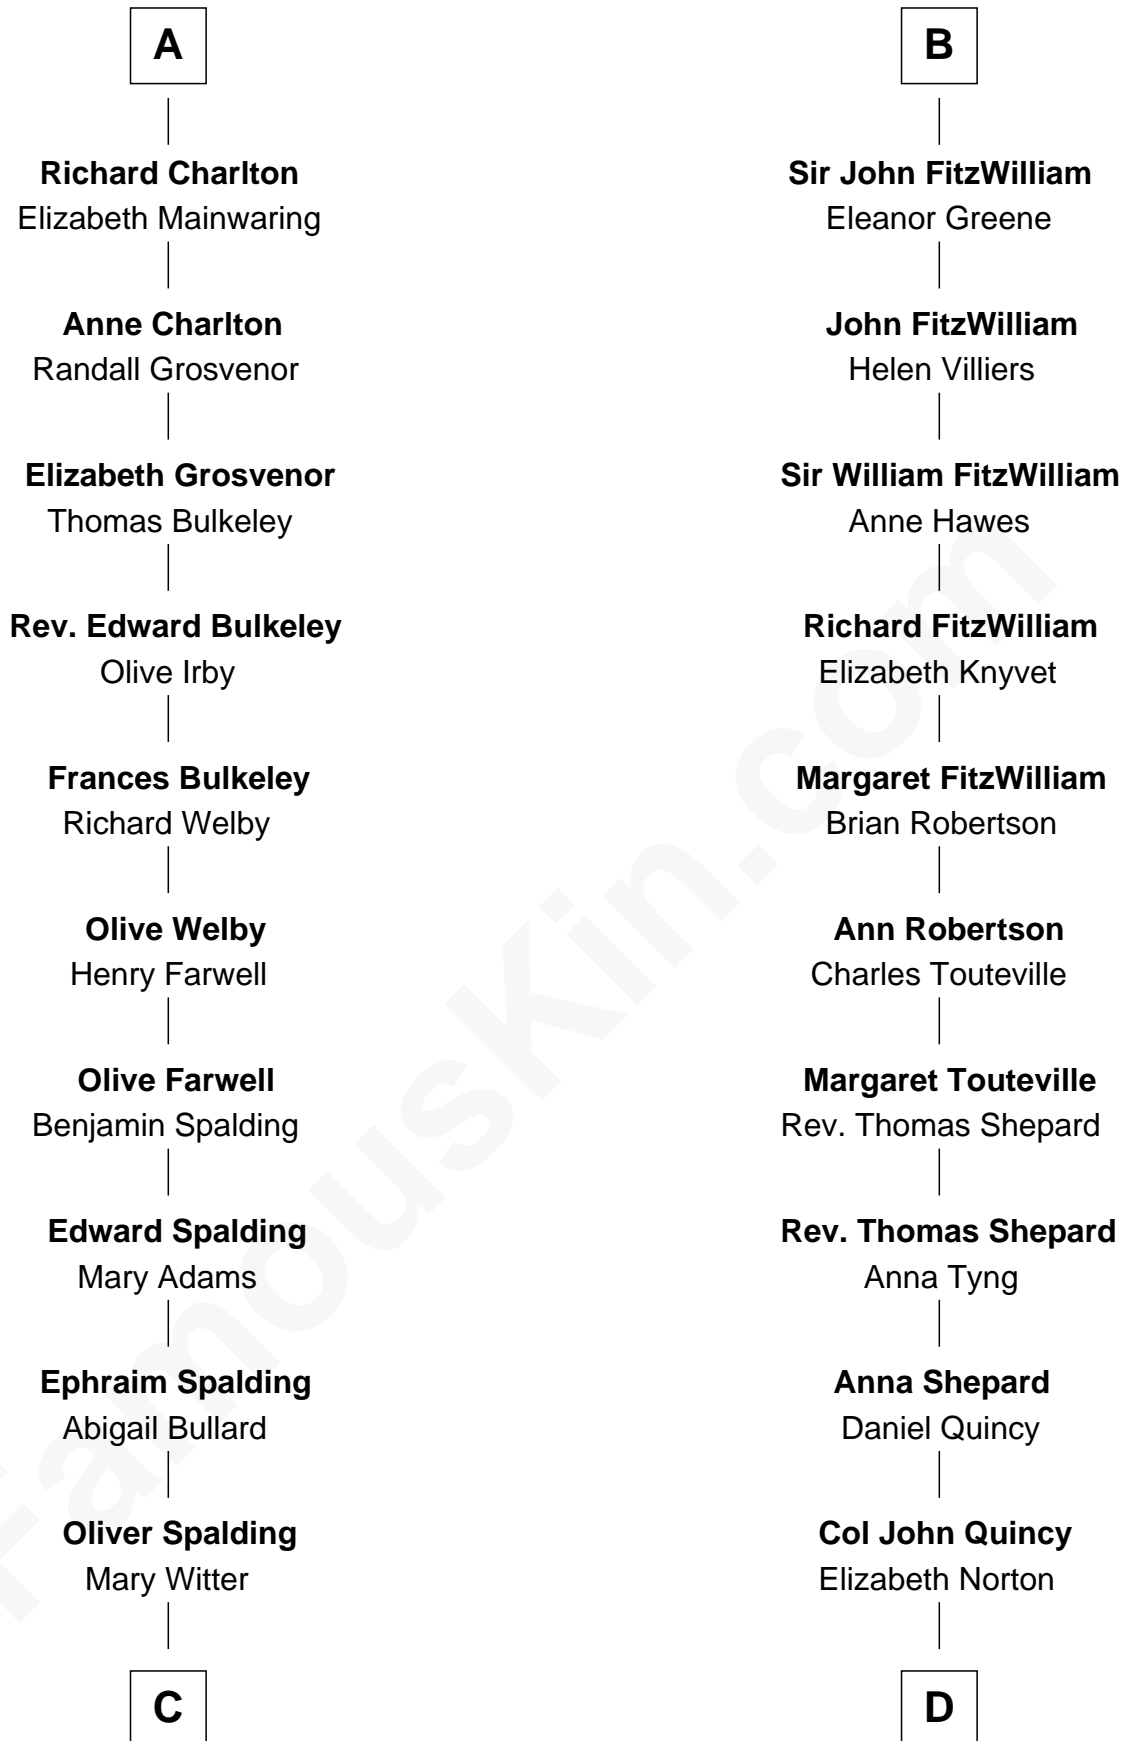 A
Richard Charlton
Elizabeth Mainwaring
Anne Charlton
Randall Grosvenor
Elizabeth Grosvenor
Thomas Bulkeley
Rev. Edward Bulkeley
Olive Irby
Frances Bulkeley
Richard Welby
Olive Welby
Henry Farwell
Olive Farwell
Benjamin Spalding
Edward Spalding
Mary Adams
Ephraim Spalding
Abigail Bullard
Oliver Spalding
Mary Witter
C
B
Sir John FitzWilliam
Eleanor Greene
John FitzWilliam
Helen Villiers
Sir William FitzWilliam
Anne Hawes
Richard FitzWilliam
Elizabeth Knyvet
Margaret FitzWilliam
Brian Robertson
Ann Robertson
Charles Touteville
Margaret Touteville
Rev. Thomas Shepard
Rev. Thomas Shepard
Anna Tyng
Anna Shepard
Daniel Quincy
Col John Quincy
Elizabeth Norton
D
FamousKin.com